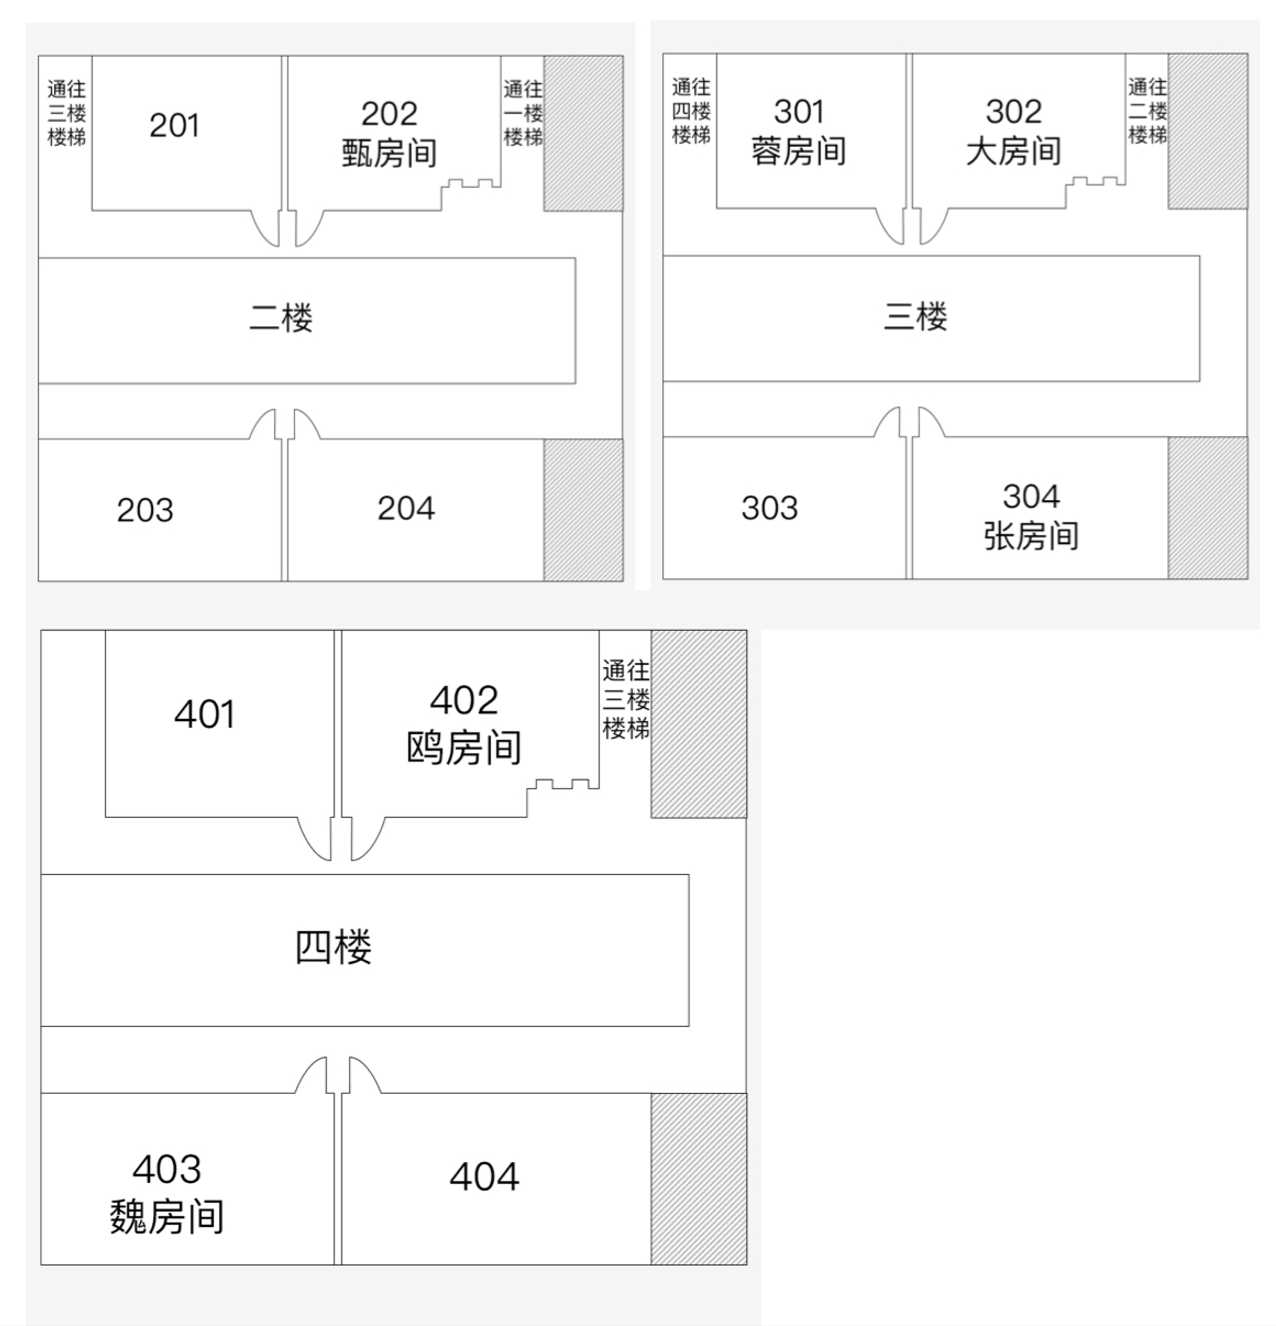 通往
三楼
楼梯
201
202
甄房间
通往
一楼
楼梯
二楼
203
204
通往
四楼
楼梯
301
蓉房间
302
大房间
通往
二楼
楼梯
三楼
303
304
张房间
401
402
鸥房间
通往
三楼
楼梯
四楼
403
魏房间
404